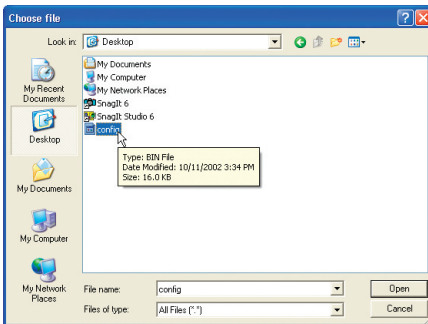 Choose file
Look in:
Desktop
My Recent
Documents
Desktop
My Documents
My Computer
My Network
Places
My Documents
My Computer
My Network Places
SnagIt 6
SnagIt Studio 6
config
Type: BIN File
Date Modified: 10/11/2002 3:34 PM
Size: 16.0 KB
File name:
config
Open
Files of type:
All Files (*.*)
Cancel